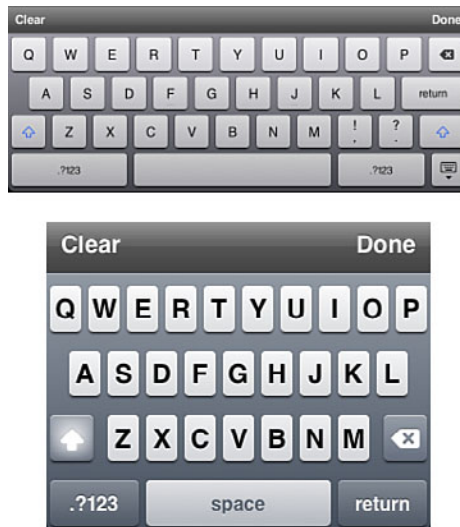 Clear Done
Q W E R T Y U I O P
A S D F G H J K L return
Z X C V B N M ! , ? .
.?123 .?123
Clear Done
Q W E R T Y U I O P
A S D F G H J K L
Z X C V B N M
.?123 space return